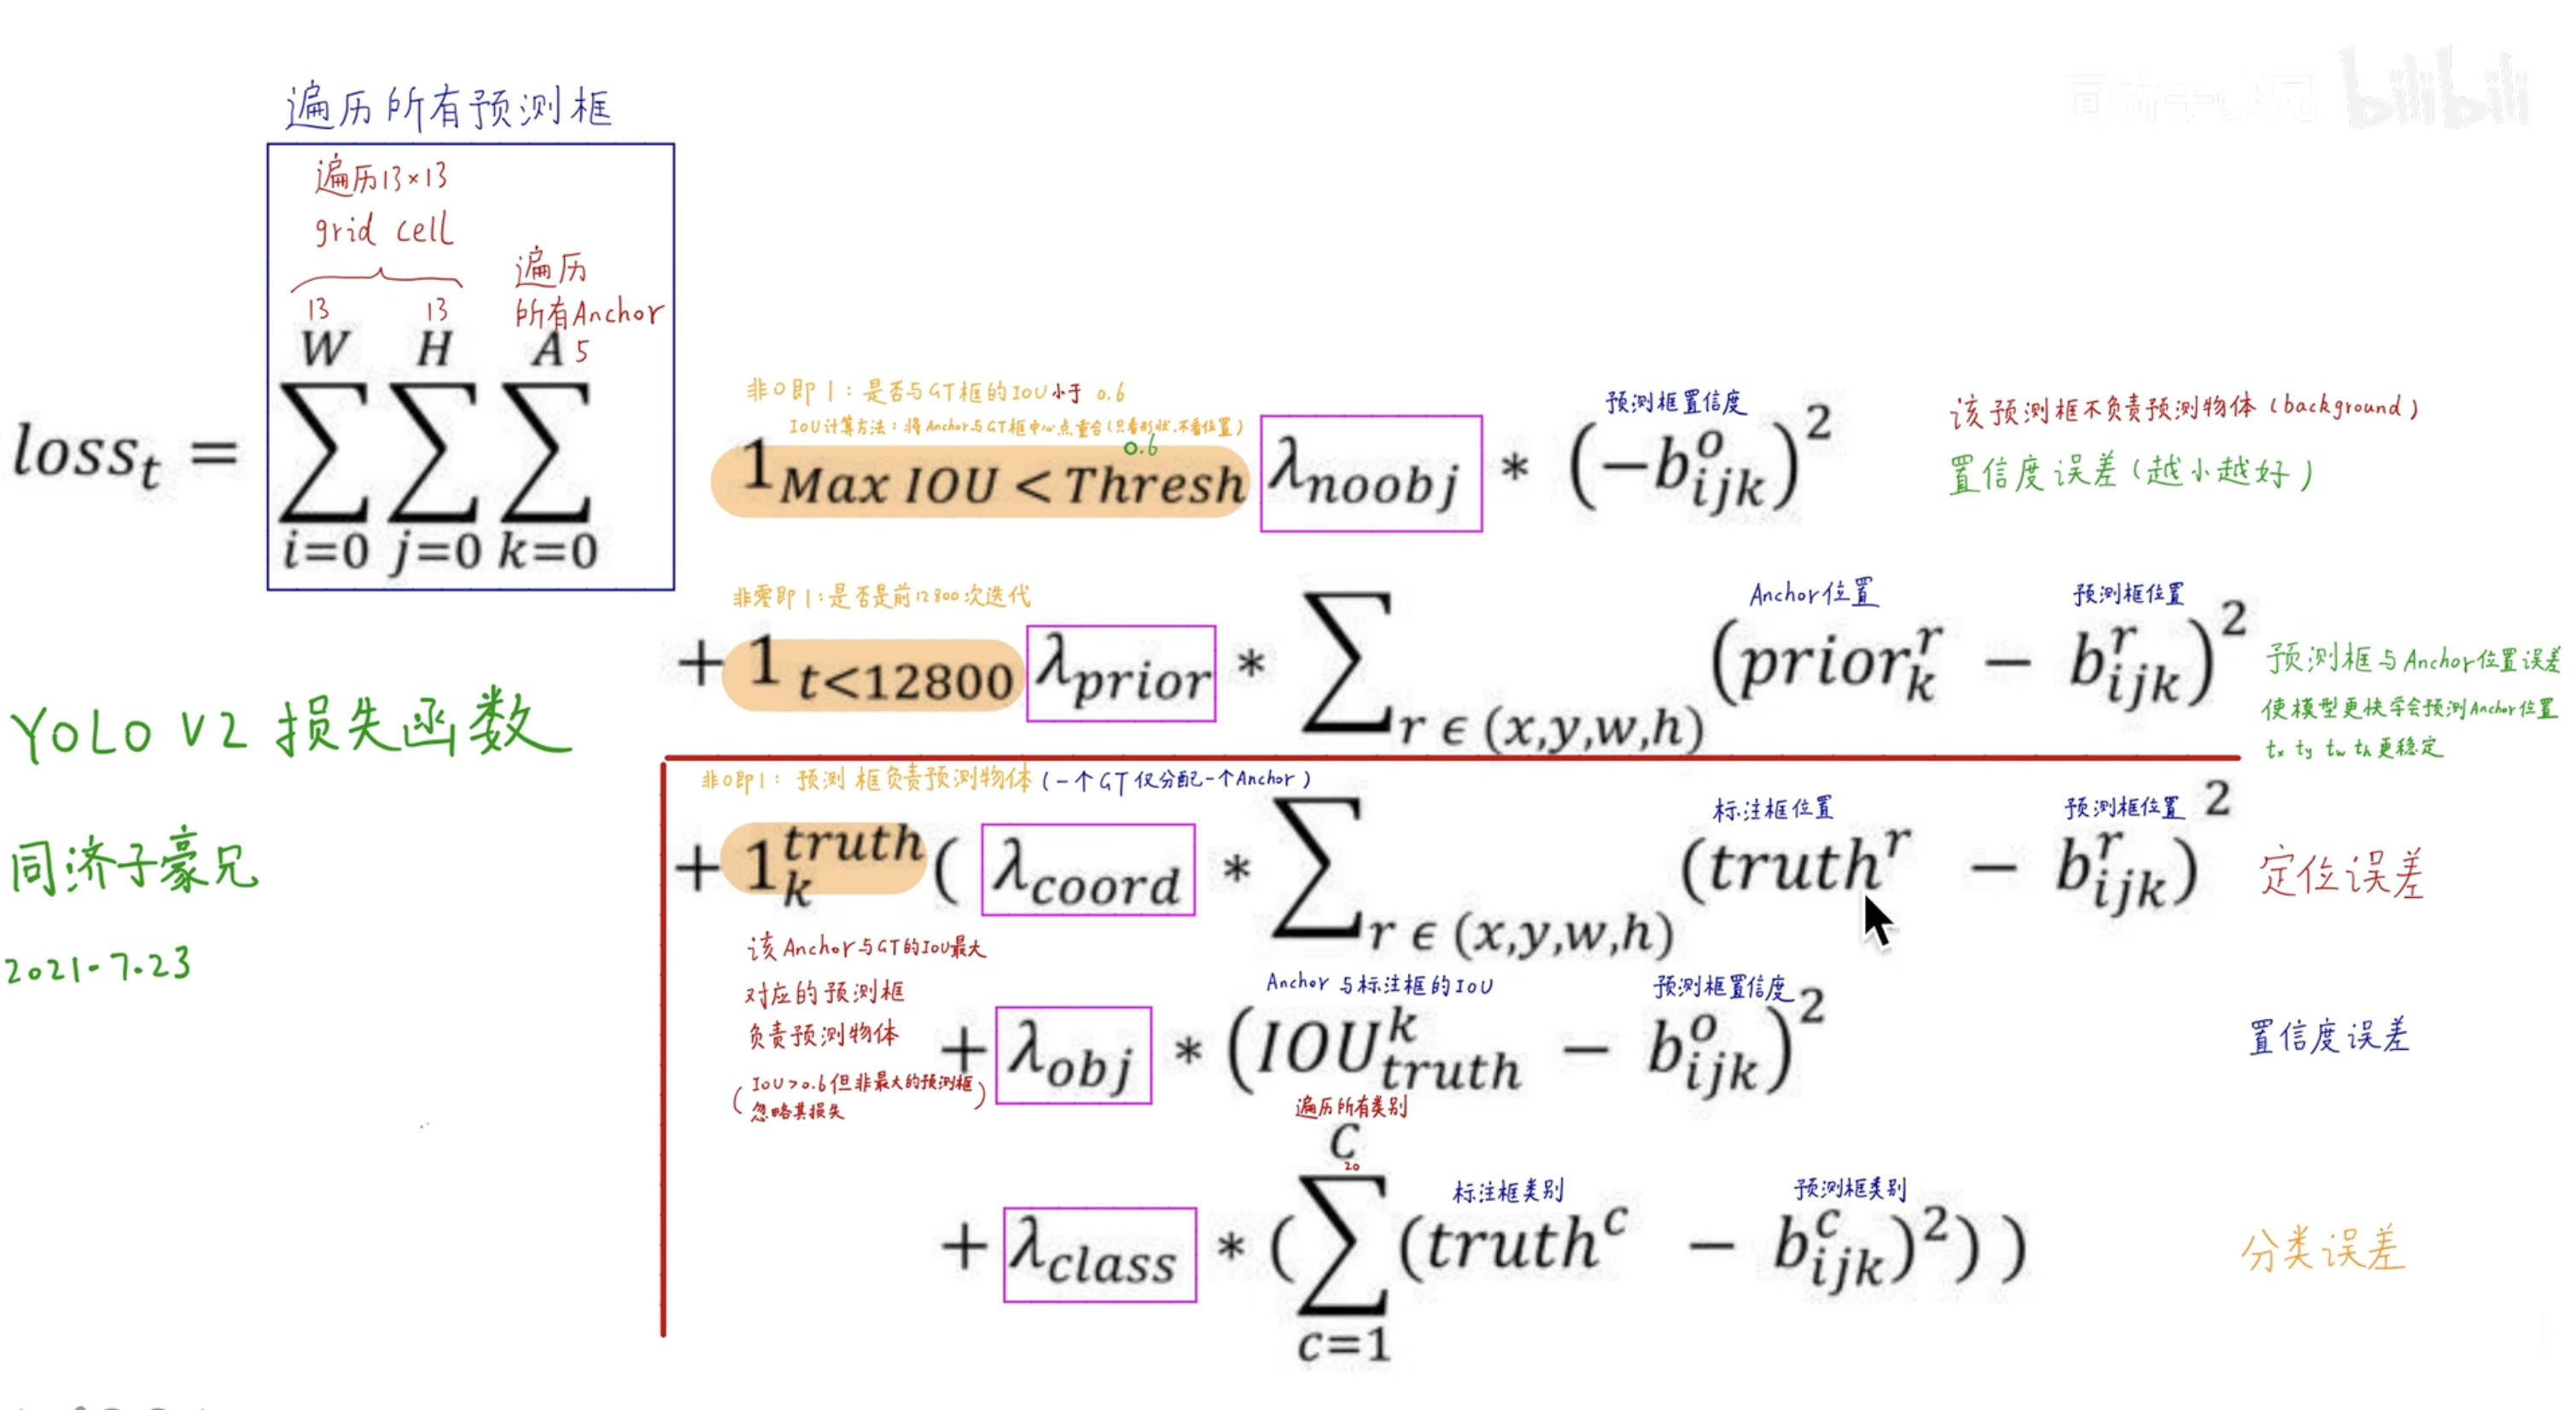 同济子豪兄 bilibili
遍历所有预测框
遍历13×13
grid cell
遍历
所有Anchor
13 13
W H A 5
loss_t = ∑ ∑ ∑
i=0 j=0 k=0
非0即1：是否与GT框的IOU小于 0.6
IOU计算方法：将Anchor与GT框中心点重合(只看形状,不看位置)
0.6
预测框置信度
1_{Max IOU < Thresh} λ_{noobj} * (−b_{ijk}^{o})^2
该预测框不负责预测物体(background)
置信度误差(越小越好)
非零即1:是否是前12800次迭代
Anchor位置 预测框位置
+ 1_{t<12800} λ_{prior} * ∑_{r ϵ (x,y,w,h)} (prior_k^r − b_{ijk}^r)^2
预测框与Anchor位置误差
使模型更快学会预测Anchor位置
tx ty tw th更稳定
YOLO V2 损失函数
同济子豪兄
2021.7.23
非0即1：预测框负责预测物体(一个GT仅分配一个Anchor)
标注框位置 预测框位置
+ 1_k^{truth} ( λ_{coord} * ∑_{r ϵ (x,y,w,h)} (truth^r − b_{ijk}^r)^2
定位误差
该Anchor与GT的IOU最大
对应的预测框
负责预测物体
(IOU>0.6但非最大的预测框
忽略其损失)
Anchor与标注框的IOU 预测框置信度
+ λ_{obj} * (IOU_{truth}^k − b_{ijk}^o)^2
置信度误差
遍历所有类别
C
20
标注框类别 预测框类别
+ λ_{class} * ( ∑ (truth^c − b_{ijk}^c)^2 ) )
c=1
分类误差